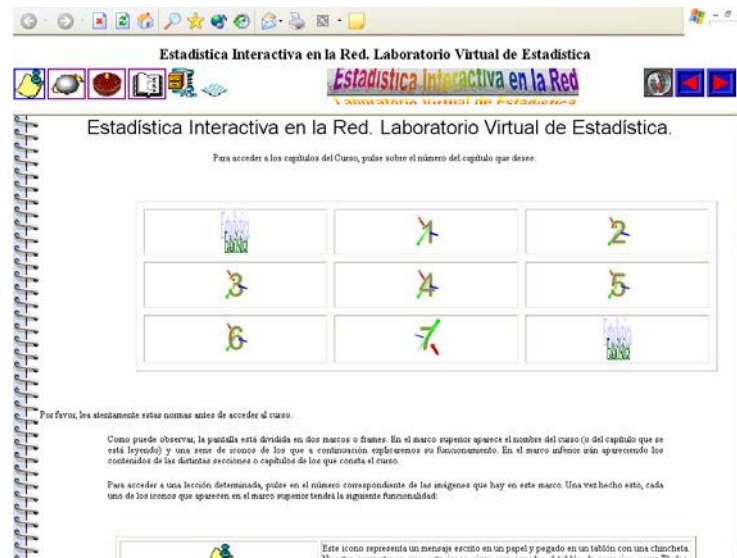 Estadística Interactiva en la Red. Laboratorio Virtual de Estadística
Estadistica Interactiva en la Red
Laboratorio Virtual de Estadistica
Estadística Interactiva en la Red. Laboratorio Virtual de Estadística.
Para acceder a los capítulos del Curso, pulse sobre el número del capítulo que desee.
Estadística
1
2
3
4
5
6
7
Estadística
Por favor, lea atentamente estas normas antes de acceder al curso.
Como puede observar, la pantalla está dividida en dos marcos o frames. En el marco superior aparece el nombre del curso (o del capítulo que se
está leyendo) y una serie de iconos de los que a continuación explicaremos su funcionamiento. En el marco inferior irán apareciendo los
contenidos de las distintas secciones o capítulos de los que consta el curso.
Para acceder a una lección determinada, pulse en el número correspondiente de las imágenes que hay en este marco. Una vez hecho esto, cada
uno de los iconos que aparecen en el marco superior tendrá la siguiente funcionalidad:
Este icono representa un mensaje escrito en un papel y pegado en un tablón con una chincheta.